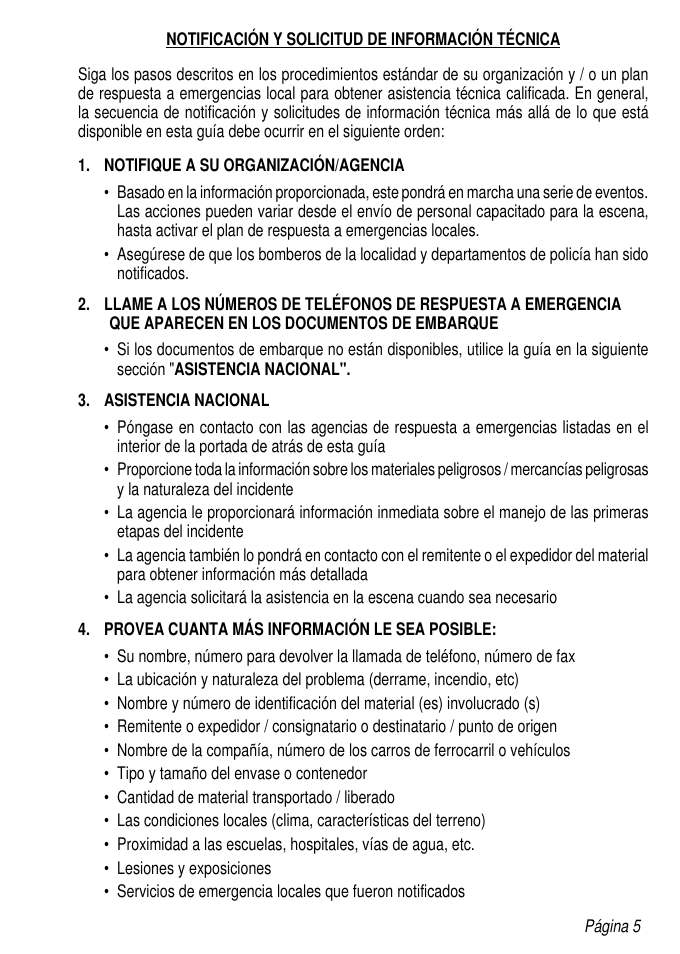 NOTIFICACIÓN Y SOLICITUD DE INFORMACIÓN TÉCNICA
Siga los pasos descritos en los procedimientos estándar de su organización y / o un plan
de respuesta a emergencias local para obtener asistencia técnica calificada. En general,
la secuencia de notificación y solicitudes de información técnica más allá de lo que está
disponible en esta guía debe ocurrir en el siguiente orden:
1. NOTIFIQUE A SU ORGANIZACIÓN/AGENCIA
• Basado en la información proporcionada, este pondrá en marcha una serie de eventos.
Las acciones pueden variar desde el envío de personal capacitado para la escena,
hasta activar el plan de respuesta a emergencias locales.
• Asegúrese de que los bomberos de la localidad y departamentos de policía han sido
notificados.
2. LLAME A LOS NÚMEROS DE TELÉFONOS DE RESPUESTA A EMERGENCIA
QUE APARECEN EN LOS DOCUMENTOS DE EMBARQUE
• Si los documentos de embarque no están disponibles, utilice la guía en la siguiente
sección "ASISTENCIA NACIONAL".
3. ASISTENCIA NACIONAL
• Póngase en contacto con las agencias de respuesta a emergencias listadas en el
interior de la portada de atrás de esta guía
• Proporcione toda la información sobre los materiales peligrosos / mercancías peligrosas
y la naturaleza del incidente
• La agencia le proporcionará información inmediata sobre el manejo de las primeras
etapas del incidente
• La agencia también lo pondrá en contacto con el remitente o el expedidor del material
para obtener información más detallada
• La agencia solicitará la asistencia en la escena cuando sea necesario
4. PROVEA CUANTA MÁS INFORMACIÓN LE SEA POSIBLE:
• Su nombre, número para devolver la llamada de teléfono, número de fax
• La ubicación y naturaleza del problema (derrame, incendio, etc)
• Nombre y número de identificación del material (es) involucrado (s)
• Remitente o expedidor / consignatario o destinatario / punto de origen
• Nombre de la compañía, número de los carros de ferrocarril o vehículos
• Tipo y tamaño del envase o contenedor
• Cantidad de material transportado / liberado
• Las condiciones locales (clima, características del terreno)
• Proximidad a las escuelas, hospitales, vías de agua, etc.
• Lesiones y exposiciones
• Servicios de emergencia locales que fueron notificados
Página 5